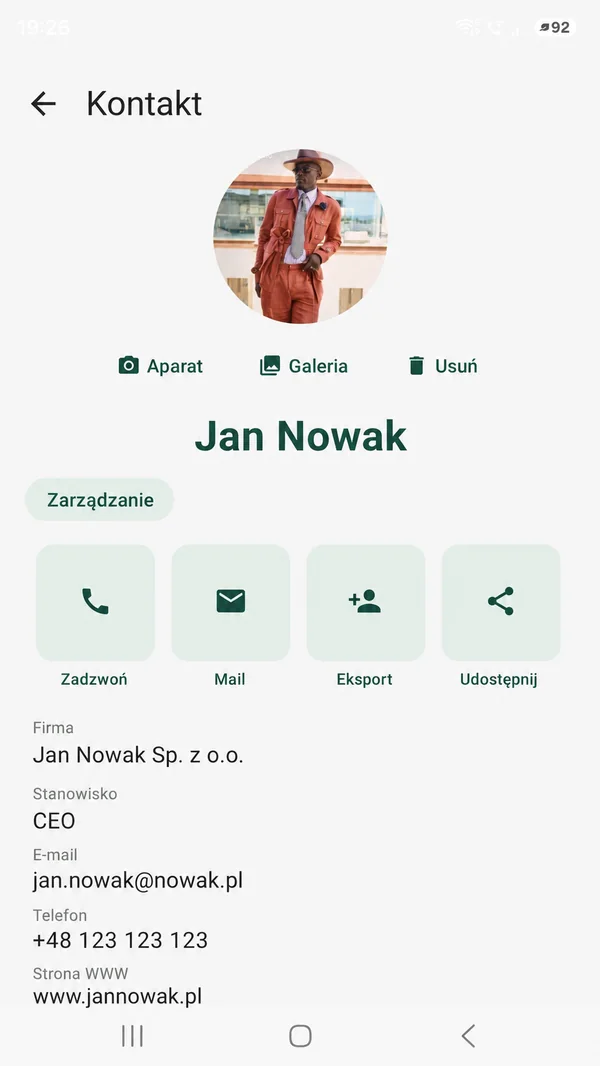 19:26
92
Kontakt
Aparat Galeria Usuń
Jan Nowak
Zarządzanie
Zadzwoń Mail Eksport Udostępnij
Firma
Jan Nowak Sp. z o.o.
Stanowisko
CEO
E-mail
jan.nowak@nowak.pl
Telefon
+48 123 123 123
Strona WWW
www.jannowak.pl